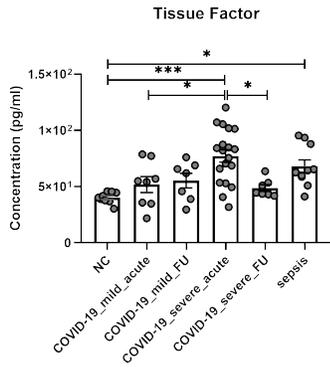 Tissue Factor
*
***
* *
1.5×10²
1×10²
5×10¹
0
Concentration (pg/ml)
NC
COVID-19_mild_acute
COVID-19_mild_FU
COVID-19_severe_acute
COVID-19_severe_FU
sepsis